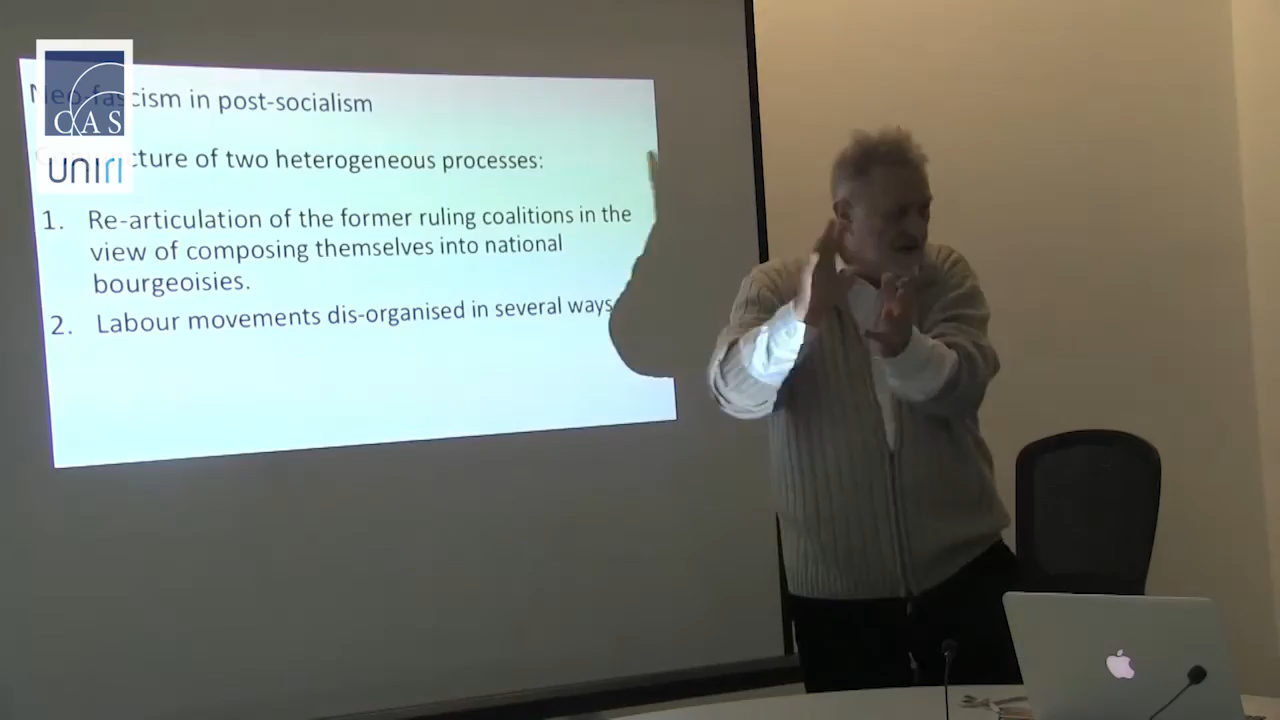 CAS
UNIRI
Neo-fascism in post-socialism
cture of two heterogeneous processes:
1. Re-articulation of the former ruling coalitions in the
view of composing themselves into national
bourgeoisies.
2. Labour movements dis-organised in several ways